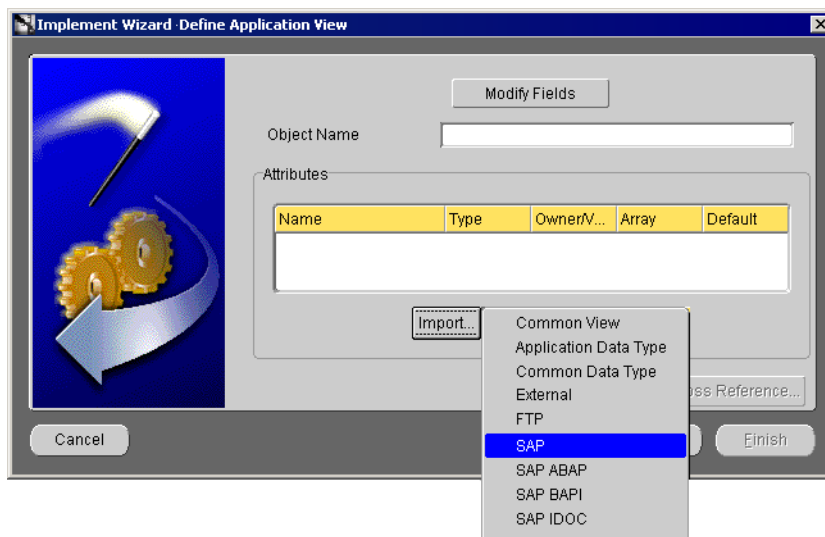 Implement Wizard Define Application View
Modify Fields
Object Name
Attributes
Name Type Owner/V... Array Default
Import...
Common View
Application Data Type
Common Data Type
External
FTP
SAP
SAP ABAP
SAP BAPI
SAP IDOC
oss Reference...
Cancel
Finish